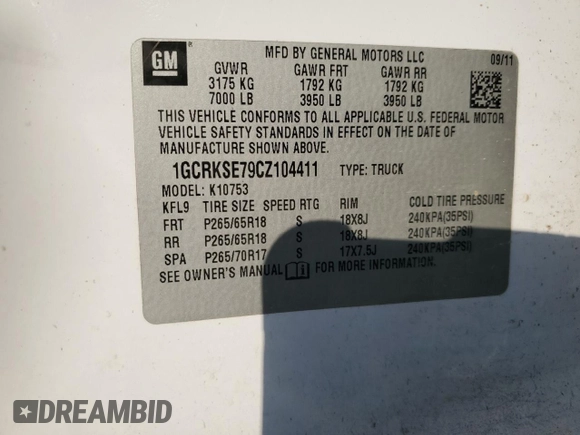 GM
MFD BY GENERAL MOTORS LLC 09/11
GVWR GAWR FRT GAWR RR
3175 KG 1792 KG 1792 KG
7000 LB 3950 LB 3950 LB
THIS VEHICLE CONFORMS TO ALL APPLICABLE U.S. FEDERAL MOTOR
VEHICLE SAFETY STANDARDS IN EFFECT ON THE DATE OF
MANUFACTURE SHOWN ABOVE.
1GCRKSE79CZ104411 TYPE: TRUCK
MODEL: K10753
KFL9 TIRE SIZE SPEED RTG RIM COLD TIRE PRESSURE
FRT P265/65R18 S 18X8J 240KPA(35PSI)
RR P265/65R18 S 18X8J 240KPA(35PSI)
SPA P265/70R17 S 17X7.5J 240KPA(35PSI)
SEE OWNER'S MANUAL FOR MORE INFORMATION.
DREAMBID